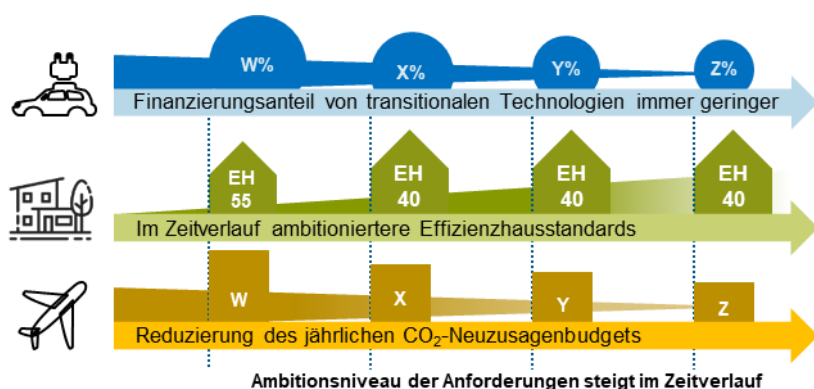 W% X% Y% Z%
Finanzierungsanteil von transitionalen Technologien immer geringer
EH EH EH EH
55 40 40 40
Im Zeitverlauf ambitioniertere Effizienzhausstandards
W X Y Z
Reduzierung des jährlichen CO₂-Neuzusagenbudgets
Ambitionsniveau der Anforderungen steigt im Zeitverlauf